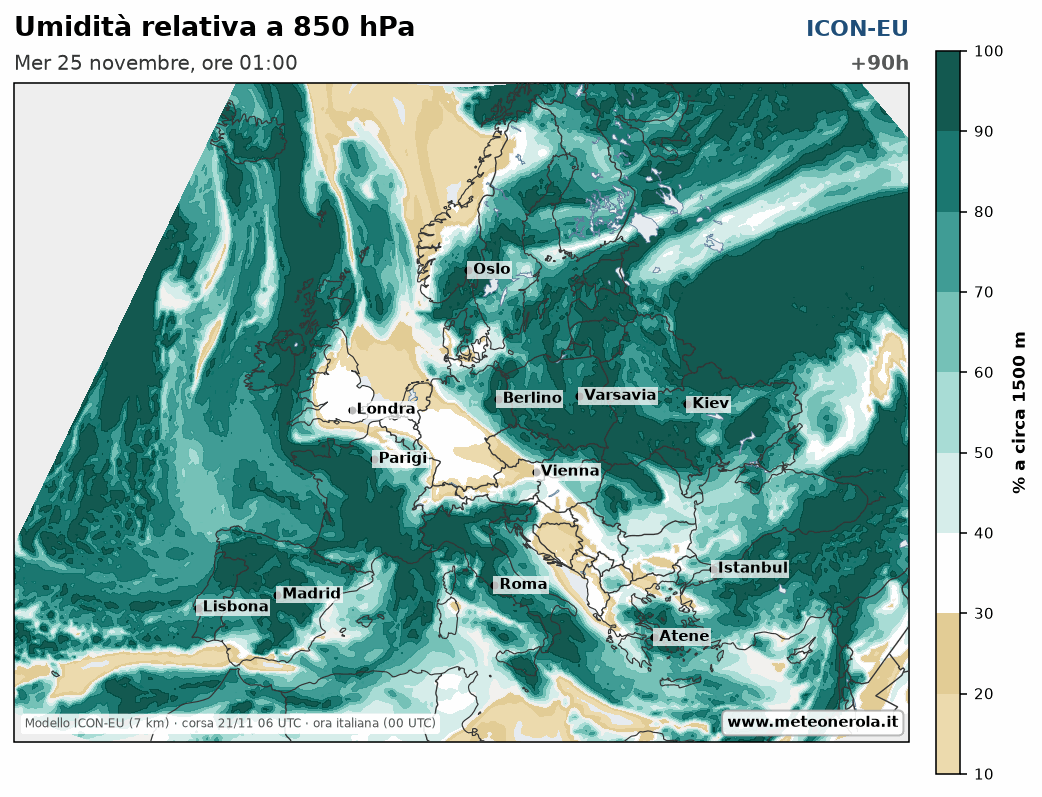 Umidità relativa a 850 hPa
ICON-EU
Mer 25 novembre, ore 01:00
+90h
100
90
80
70
60
50
40
30
20
10
% a circa 1500 m
Oslo
Londra
Berlino
Varsavia
Kiev
Parigi
Vienna
Istanbul
Roma
Madrid
Lisbona
Atene
Modello ICON-EU (7 km) · corsa 21/11 06 UTC · ora italiana (00 UTC)
www.meteonerola.it